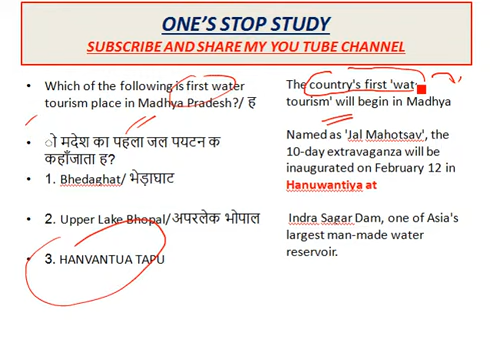 ONE'S STOP STUDY
SUBSCRIBE AND SHARE MY YOU TUBE CHANNEL
Which of the following is first water
tourism place in Madhya Pradesh?/ ह
ो मदेश का पहला जल पयटन क
कहाँजाता ह?
1. Bhedaghat/ भेड़ाघाट
2. Upper Lake Bhopal/अपरलेक भोपाल
3. HANVANTUA TAPU
The country's first 'wat
tourism' will begin in Madhya
Named as 'Jal Mahotsav', the
10-day extravaganza will be
inaugurated on February 12 in
Hanuwantiya at
Indra Sagar Dam, one of Asia's
largest man-made water
reservoir.